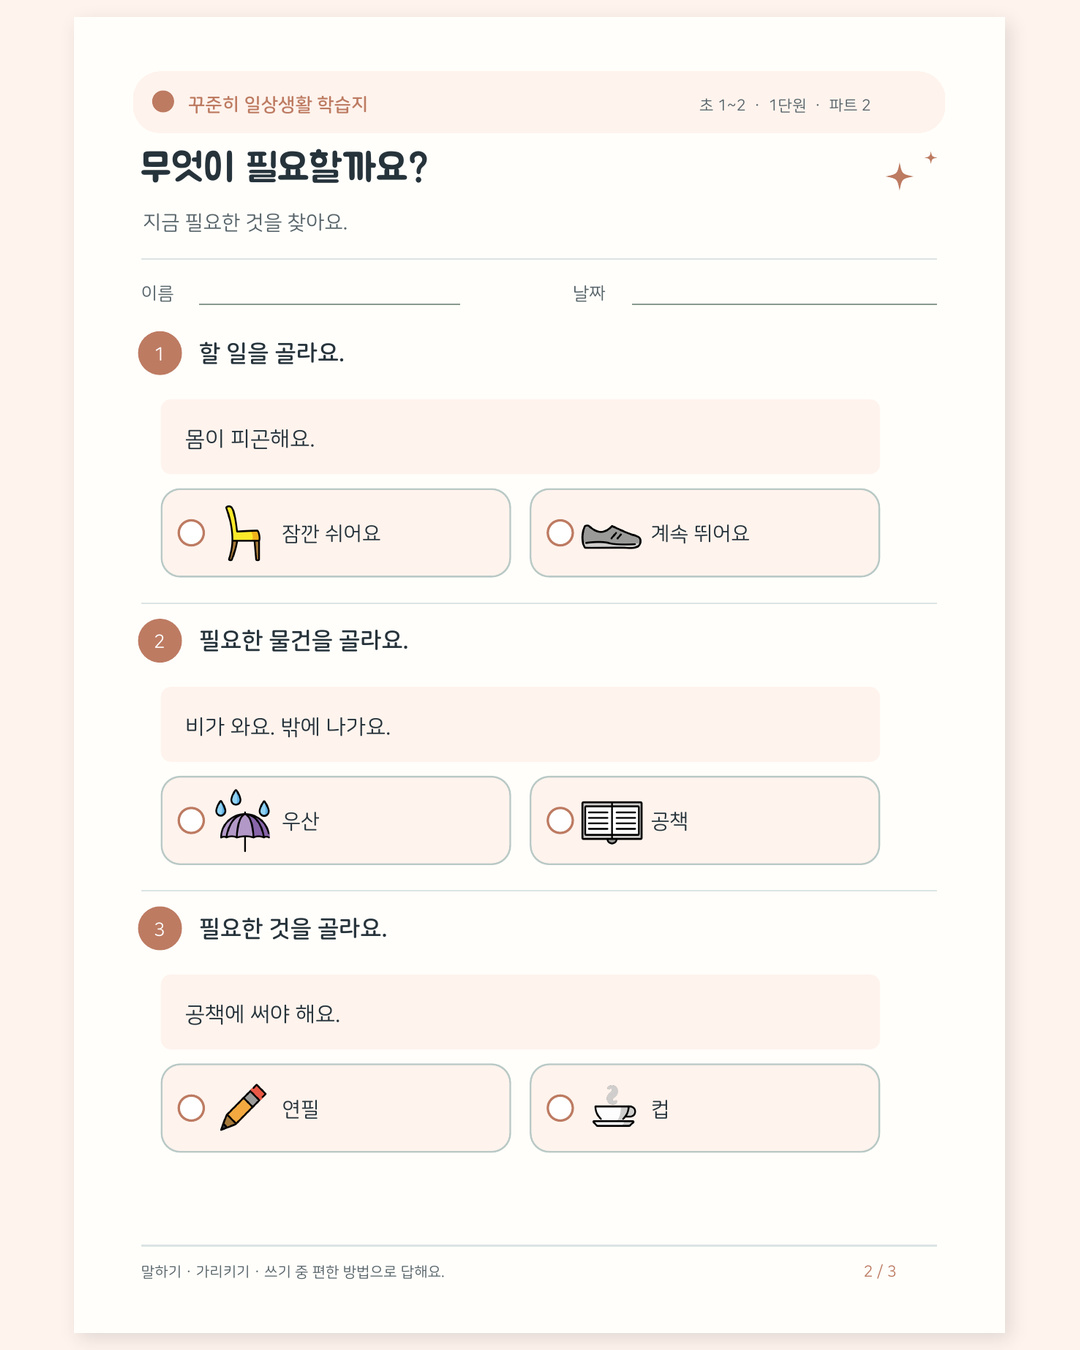 꾸준히 일상생활 학습지
초 1~2 · 1단원 · 파트 2
무엇이 필요할까요?
지금 필요한 것을 찾아요.
이름
날짜
1 할 일을 골라요.
몸이 피곤해요.
잠깐 쉬어요
계속 뛰어요
2 필요한 물건을 골라요.
비가 와요. 밖에 나가요.
우산
공책
3 필요한 것을 골라요.
공책에 써야 해요.
연필
컵
말하기 · 가리키기 · 쓰기 중 편한 방법으로 답해요.
2 / 3